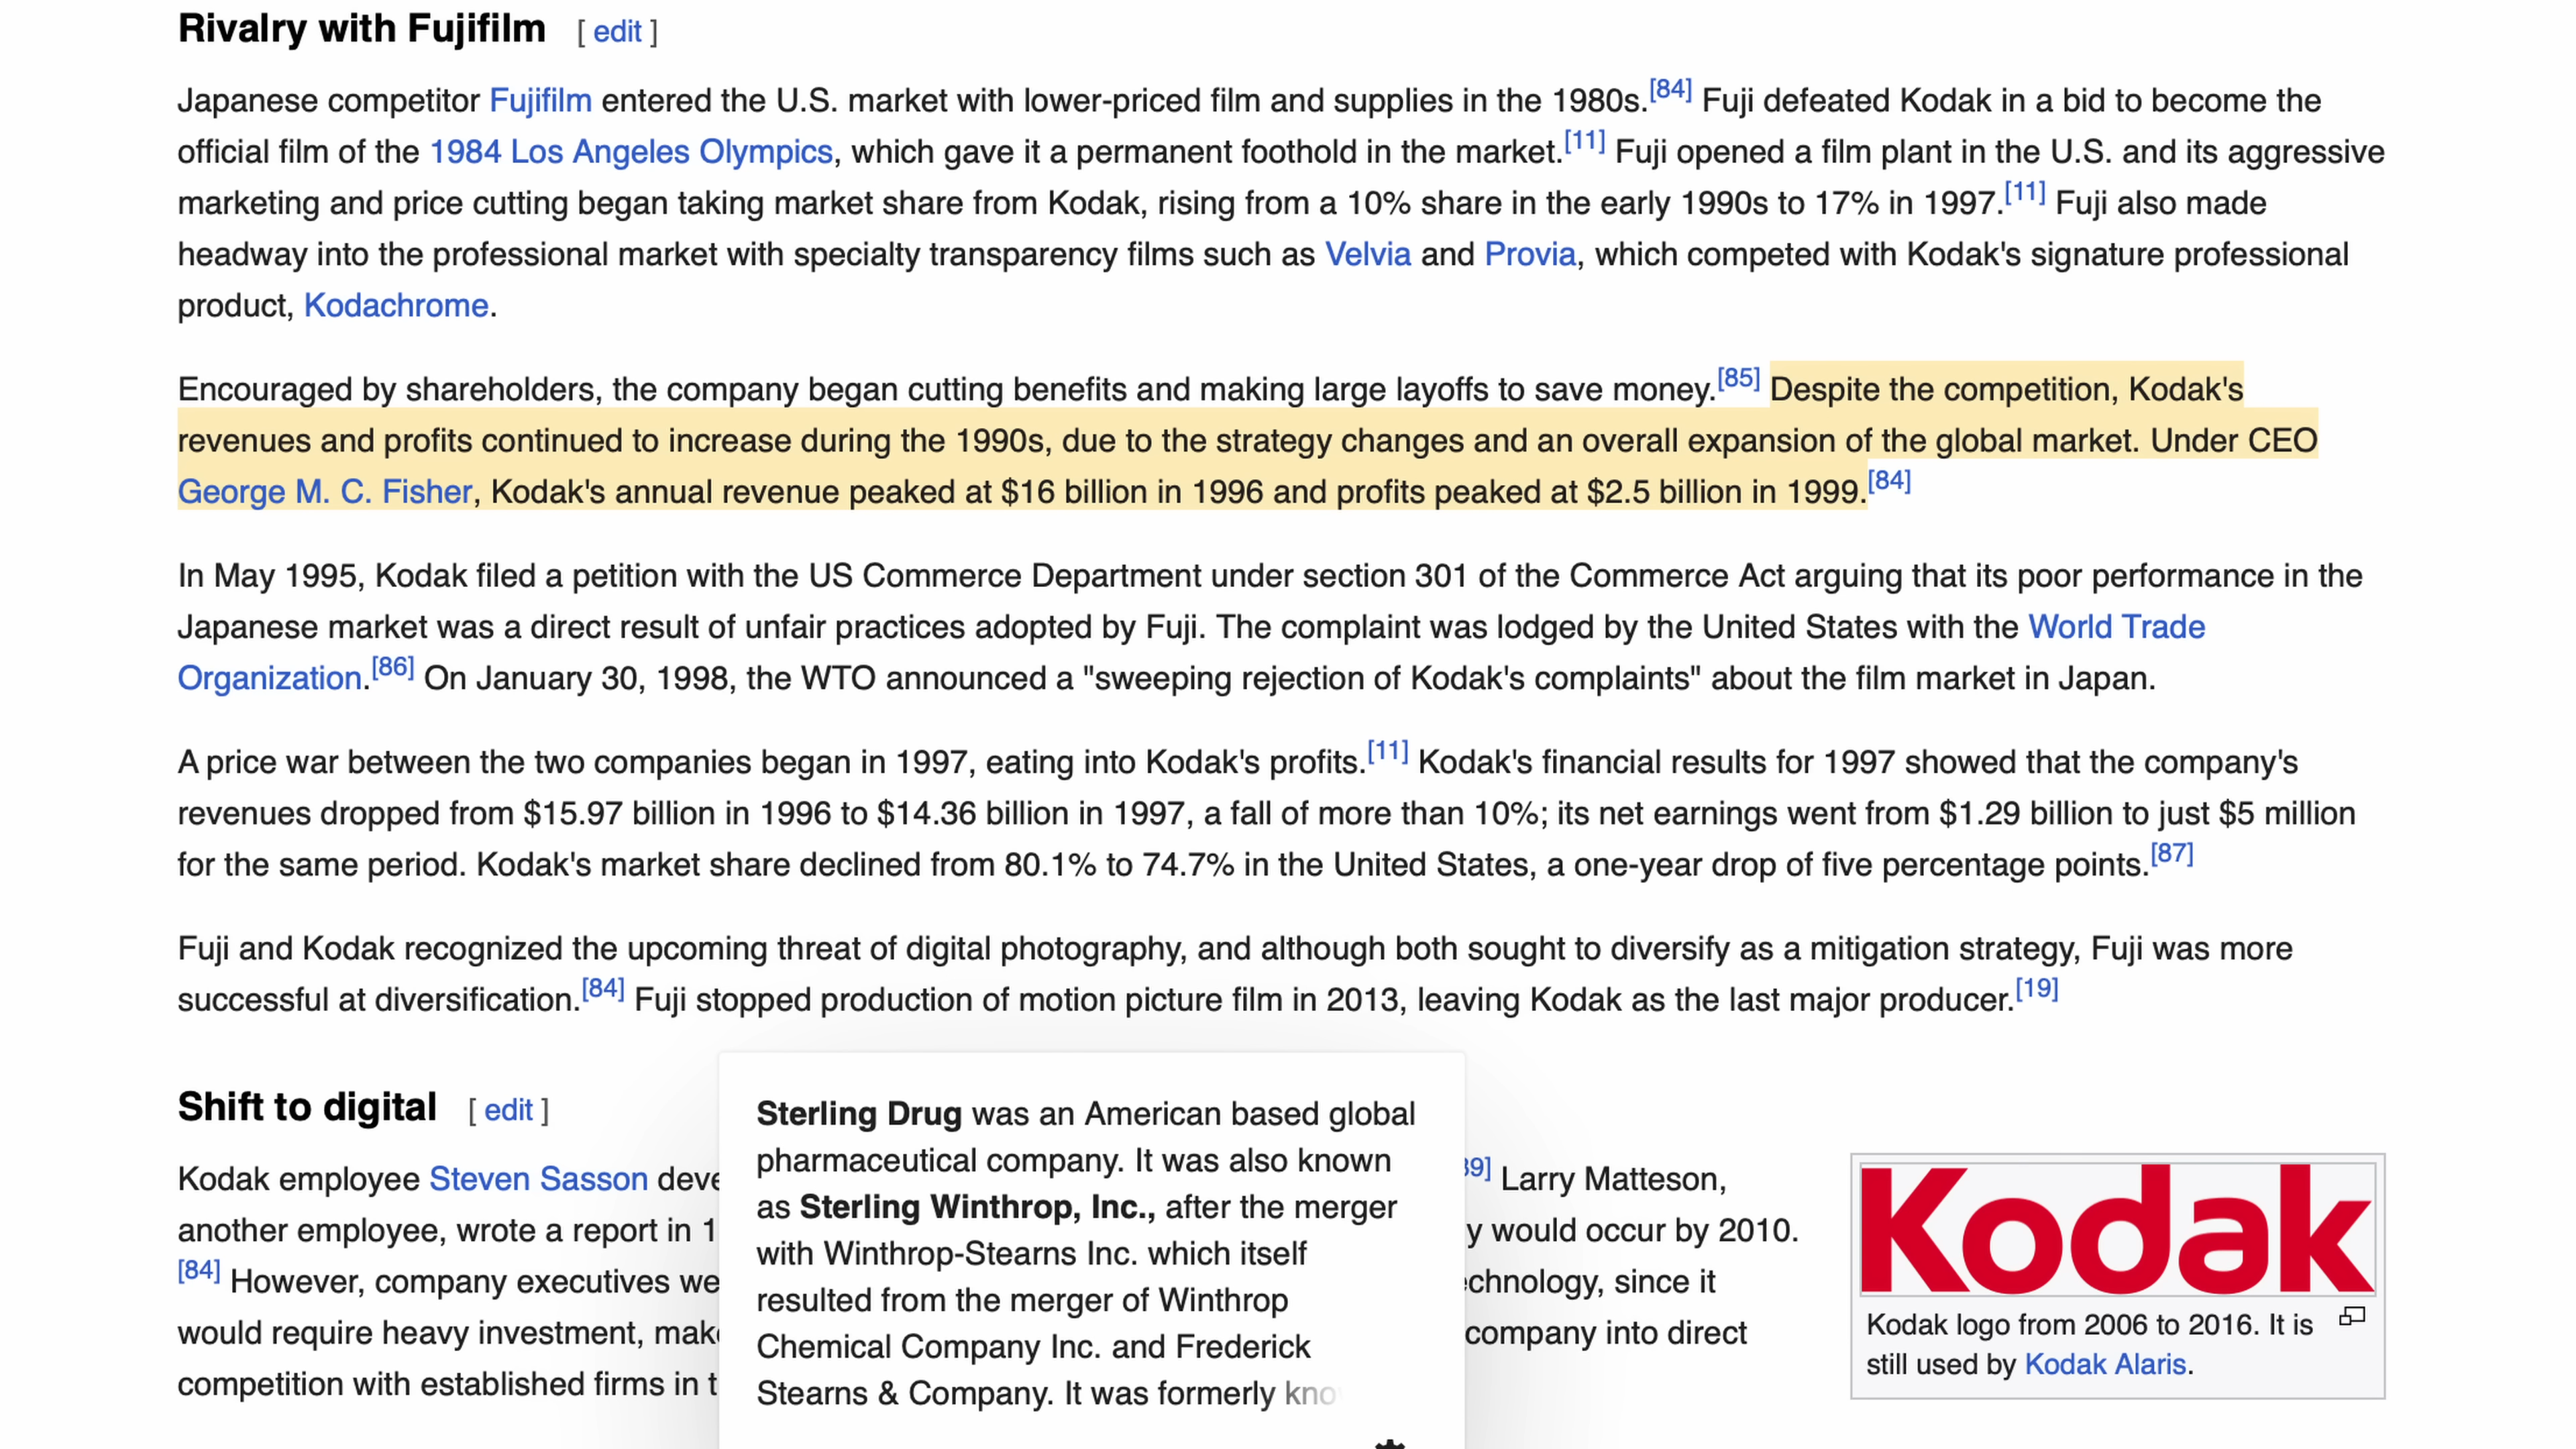 Rivalry with Fujifilm [ edit ]
Japanese competitor Fujifilm entered the U.S. market with lower-priced film and supplies in the 1980s.[84] Fuji defeated Kodak in a bid to become the
official film of the 1984 Los Angeles Olympics, which gave it a permanent foothold in the market.[11] Fuji opened a film plant in the U.S. and its aggressive
marketing and price cutting began taking market share from Kodak, rising from a 10% share in the early 1990s to 17% in 1997.[11] Fuji also made
headway into the professional market with specialty transparency films such as Velvia and Provia, which competed with Kodak's signature professional
product, Kodachrome.
Encouraged by shareholders, the company began cutting benefits and making large layoffs to save money.[85] Despite the competition, Kodak's
revenues and profits continued to increase during the 1990s, due to the strategy changes and an overall expansion of the global market. Under CEO
George M. C. Fisher, Kodak's annual revenue peaked at $16 billion in 1996 and profits peaked at $2.5 billion in 1999.[84]
In May 1995, Kodak filed a petition with the US Commerce Department under section 301 of the Commerce Act arguing that its poor performance in the
Japanese market was a direct result of unfair practices adopted by Fuji. The complaint was lodged by the United States with the World Trade
Organization.[86] On January 30, 1998, the WTO announced a "sweeping rejection of Kodak's complaints" about the film market in Japan.
A price war between the two companies began in 1997, eating into Kodak's profits.[11] Kodak's financial results for 1997 showed that the company's
revenues dropped from $15.97 billion in 1996 to $14.36 billion in 1997, a fall of more than 10%; its net earnings went from $1.29 billion to just $5 million
for the same period. Kodak's market share declined from 80.1% to 74.7% in the United States, a one-year drop of five percentage points.[87]
Fuji and Kodak recognized the upcoming threat of digital photography, and although both sought to diversify as a mitigation strategy, Fuji was more
successful at diversification.[84] Fuji stopped production of motion picture film in 2013, leaving Kodak as the last major producer.[19]
Shift to digital [ edit ]
Kodak employee Steven Sasson deve
another employee, wrote a report in 1
[84] However, company executives we
would require heavy investment, mak
competition with established firms in t
Sterling Drug was an American based global
pharmaceutical company. It was also known
as Sterling Winthrop, Inc., after the merger
with Winthrop-Stearns Inc. which itself
resulted from the merger of Winthrop
Chemical Company Inc. and Frederick
Stearns & Company. It was formerly kno
9] Larry Matteson,
y would occur by 2010.
chnology, since it
company into direct
Kodak
Kodak logo from 2006 to 2016. It is
still used by Kodak Alaris.